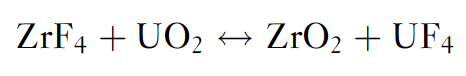 ZrF₄ + UO₂ ↔ ZrO₂ + UF₄